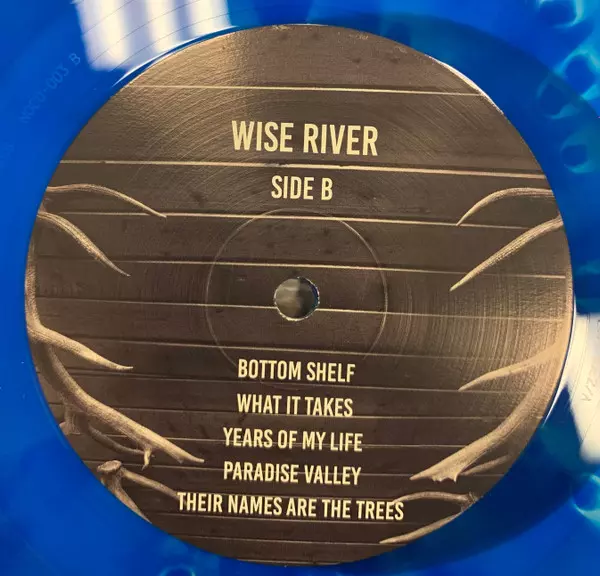 WISE RIVER
SIDE B
BOTTOM SHELF
WHAT IT TAKES
YEARS OF MY LIFE
PARADISE VALLEY
THEIR NAMES ARE THE TREES